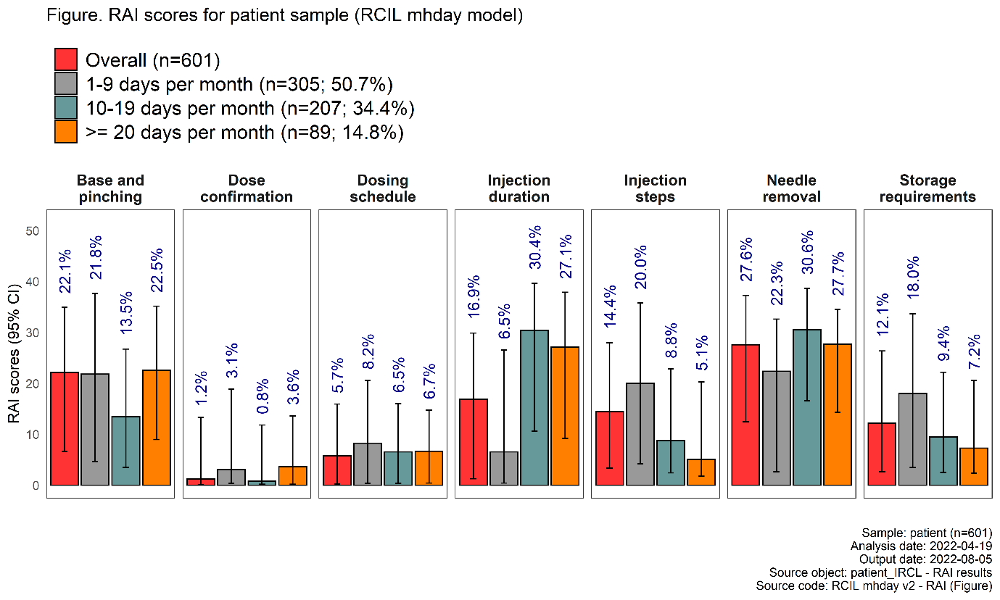 Figure. RAI scores for patient sample (RCIL mhday model)
Overall (n=601)
1-9 days per month (n=305; 50.7%)
10-19 days per month (n=207; 34.4%)
>= 20 days per month (n=89; 14.8%)
Base and
pinching
Dose
confirmation
Dosing
schedule
Injection
duration
Injection
steps
Needle
removal
Storage
requirements
RAI scores (95% CI)
50
40
30
20
10
0
22.1%
21.8%
13.5%
22.5%
1.2%
3.1%
0.8%
3.6%
5.7%
8.2%
6.5%
6.7%
16.9%
6.5%
30.4%
27.1%
14.4%
20.0%
8.8%
5.1%
27.6%
22.3%
30.6%
27.7%
12.1%
18.0%
9.4%
7.2%
Sample: patient (n=601)
Analysis date: 2022-04-19
Output date: 2022-08-05
Source object: patient_IRCL - RAI results
Source code: RCIL mhday v2 - RAI (Figure)